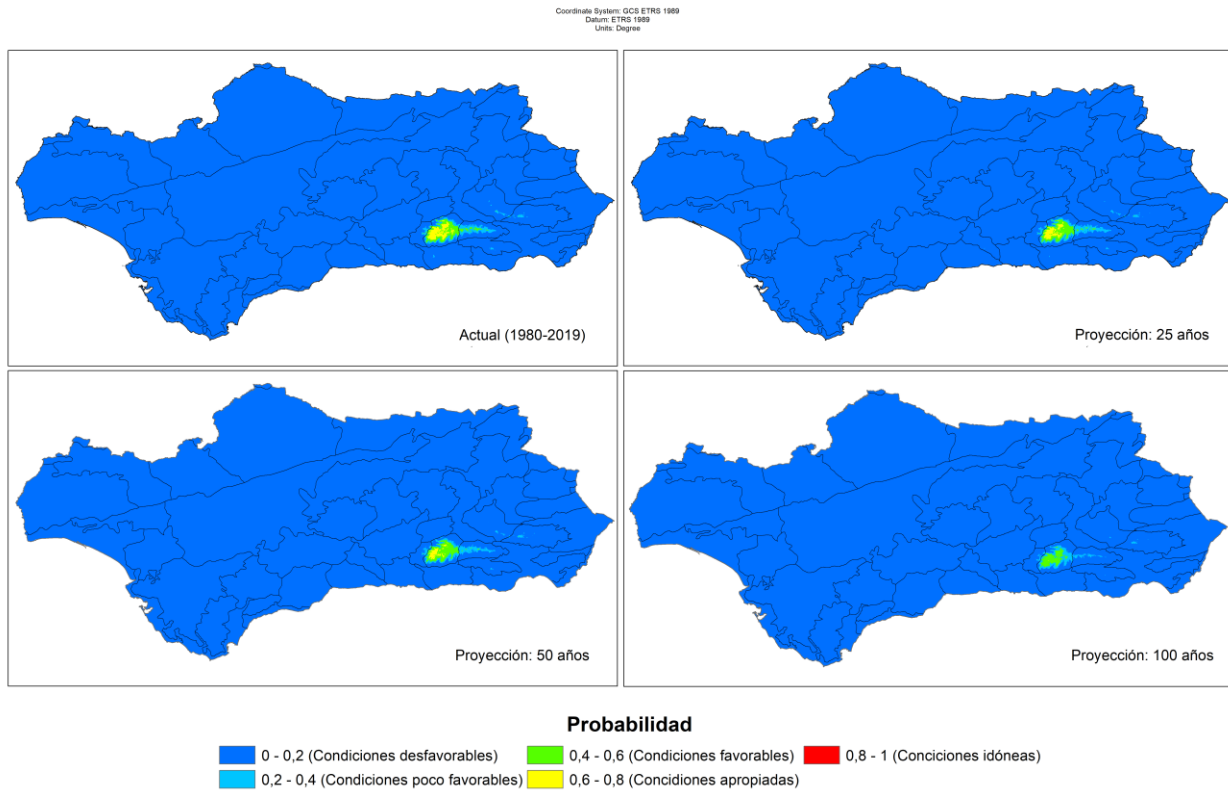 Coordinate System: GCS ETRS 1989
Datum: ETRS 1989
Units: Degree
Actual (1980-2019)
Proyección: 25 años
Proyección: 50 años
Proyección: 100 años
Probabilidad
0 - 0,2 (Condiciones desfavorables)
0,4 - 0,6 (Condiciones favorables)
0,8 - 1 (Conciciones idóneas)
0,2 - 0,4 (Condiciones poco favorables)
0,6 - 0,8 (Concidiones apropiadas)